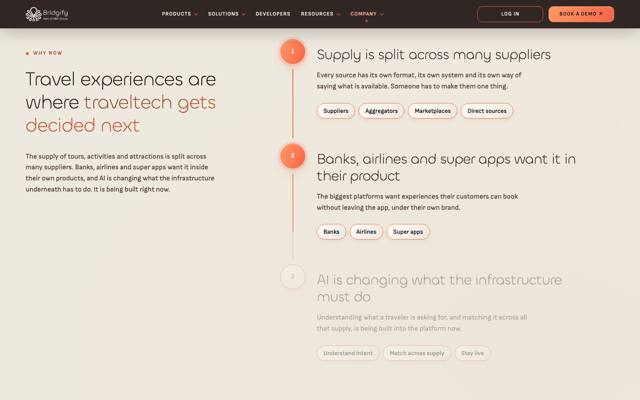 Bridgify
PRODUCTS
SOLUTIONS
DEVELOPERS
RESOURCES
COMPANY
LOG IN
BOOK A DEMO ↗
WHY NOW
Travel experiences are
where traveltech gets
decided next
The supply of tours, activities and attractions is split across
many suppliers. Banks, airlines and super apps want it inside
their own products, and AI is changing what the infrastructure
underneath has to do. It is being built right now.
1
Supply is split across many suppliers
Every source has its own format, its own system and its own way of
saying what is available. Someone has to make them one thing.
Suppliers
Aggregators
Marketplaces
Direct sources
2
Banks, airlines and super apps want it in
their product
The biggest platforms want experiences their customers can book
without leaving the app, under their own brand.
Banks
Airlines
Super apps
3
AI is changing what the infrastructure
must do
Understanding what a traveler is asking for, and matching it across all
that supply, is being built into the platform now.
Understand intent
Match across supply
Stay live